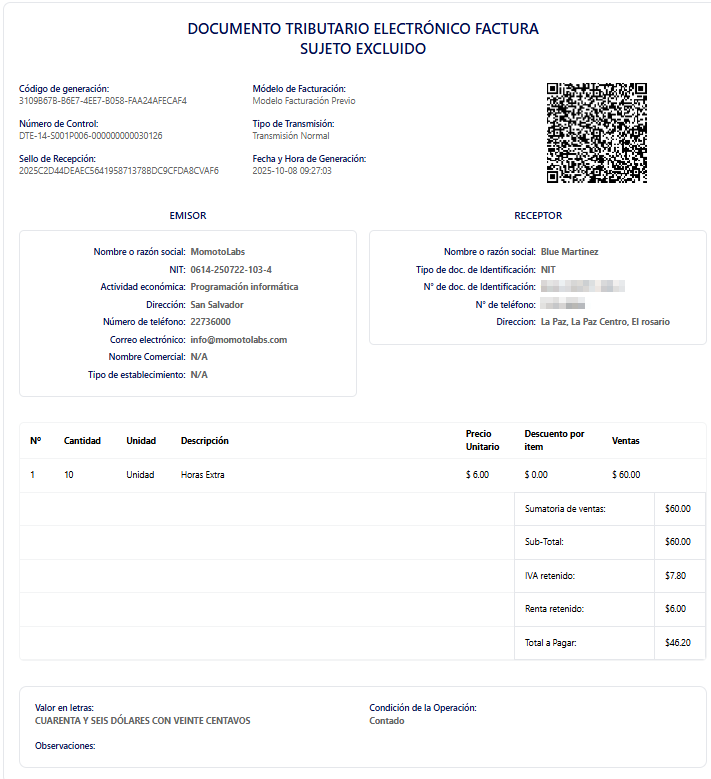 DOCUMENTO TRIBUTARIO ELECTRÓNICO FACTURA
SUJETO EXCLUIDO
Código de generación:
3109B67B-B6E7-4EE7-B058-FAA24AFECAF4
Número de Control:
DTE-14-S001P006-000000000030126
Sello de Recepción:
2025C2D44DEAEC564195871378BDC9CFDA8CVAF6
Módelo de Facturación:
Modelo Facturación Previo
Tipo de Transmisión:
Transmisión Normal
Fecha y Hora de Generación:
2025-10-08 09:27:03
EMISOR
Nombre o razón social: MomotoLabs
NIT: 0614-250722-103-4
Actividad económica: Programación informática
Dirección: San Salvador
Número de teléfono: 22736000
Correo electrónico: info@momotolabs.com
Nombre Comercial: N/A
Tipo de establecimiento: N/A
RECEPTOR
Nombre o razón social: Blue Martinez
Tipo de doc. de Identificación: NIT
N° de doc. de Identificación:
N° de teléfono:
Direccion: La Paz, La Paz Centro, El rosario
Nº Cantidad Unidad Descripción Precio Unitario Descuento por item Ventas
1 10 Unidad Horas Extra $ 6.00 $ 0.00 $ 60.00
Sumatoria de ventas: $60.00
Sub-Total: $60.00
IVA retenido: $7.80
Renta retenido: $6.00
Total a Pagar: $46.20
Valor en letras:
CUARENTA Y SEIS DÓLARES CON VEINTE CENTAVOS
Condición de la Operación:
Contado
Observaciones: